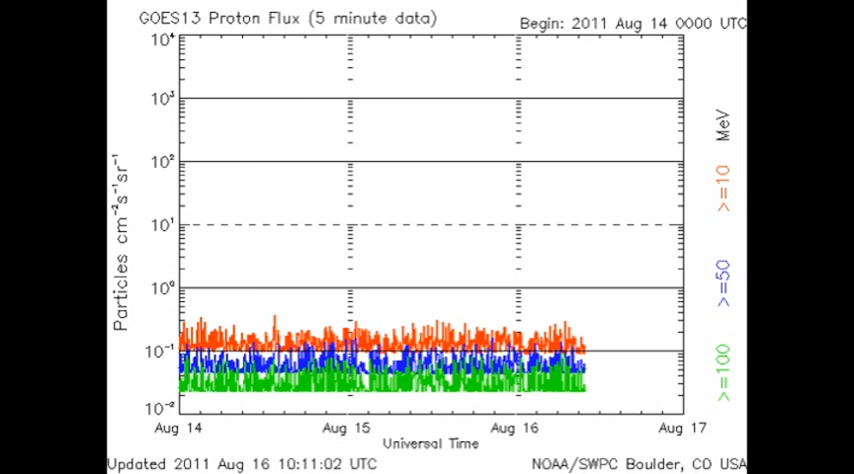 GOES13 Proton Flux (5 minute data)
Begin: 2011 Aug 14 0000 UTC
10⁴
10³
10²
10¹
10⁰
10⁻¹
10⁻²
Particles cm⁻²s⁻¹sr⁻¹
MeV
>=10
>=50
>=100
Aug 14
Aug 15
Aug 16
Aug 17
Universal Time
Updated 2011 Aug 16 10:11:02 UTC
NOAA/SWPC Boulder, CO USA